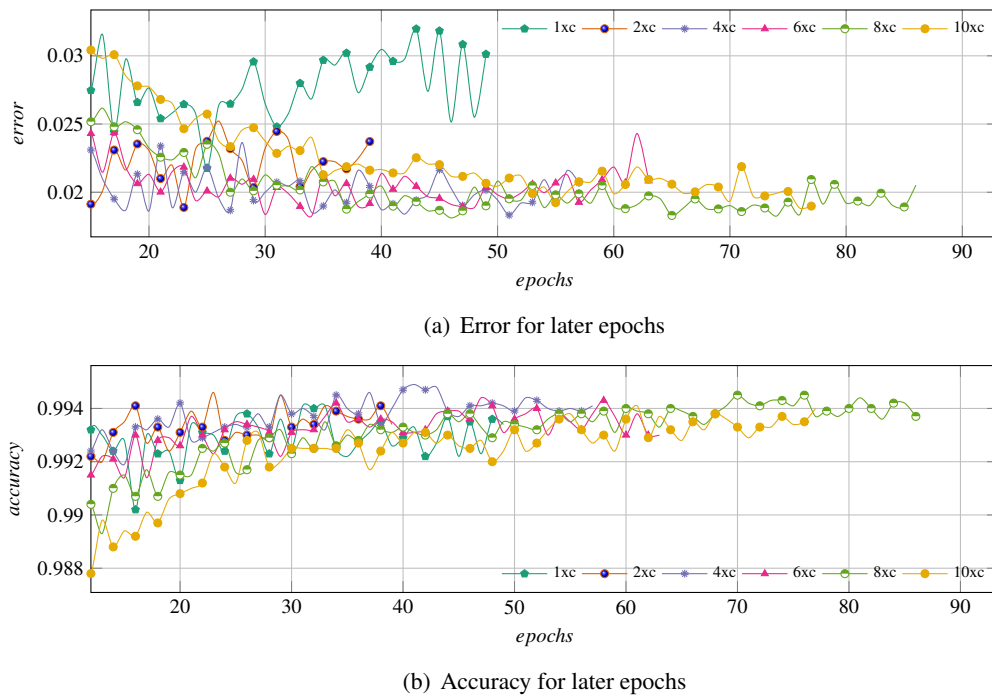 1xc 2xc 4xc 6xc 8xc 10xc
0.03
0.025
0.02
error
20 30 40 50 60 70 80 90
epochs
(a) Error for later epochs
0.994
0.992
0.99
0.988
accuracy
1xc 2xc 4xc 6xc 8xc 10xc
20 30 40 50 60 70 80 90
epochs
(b) Accuracy for later epochs